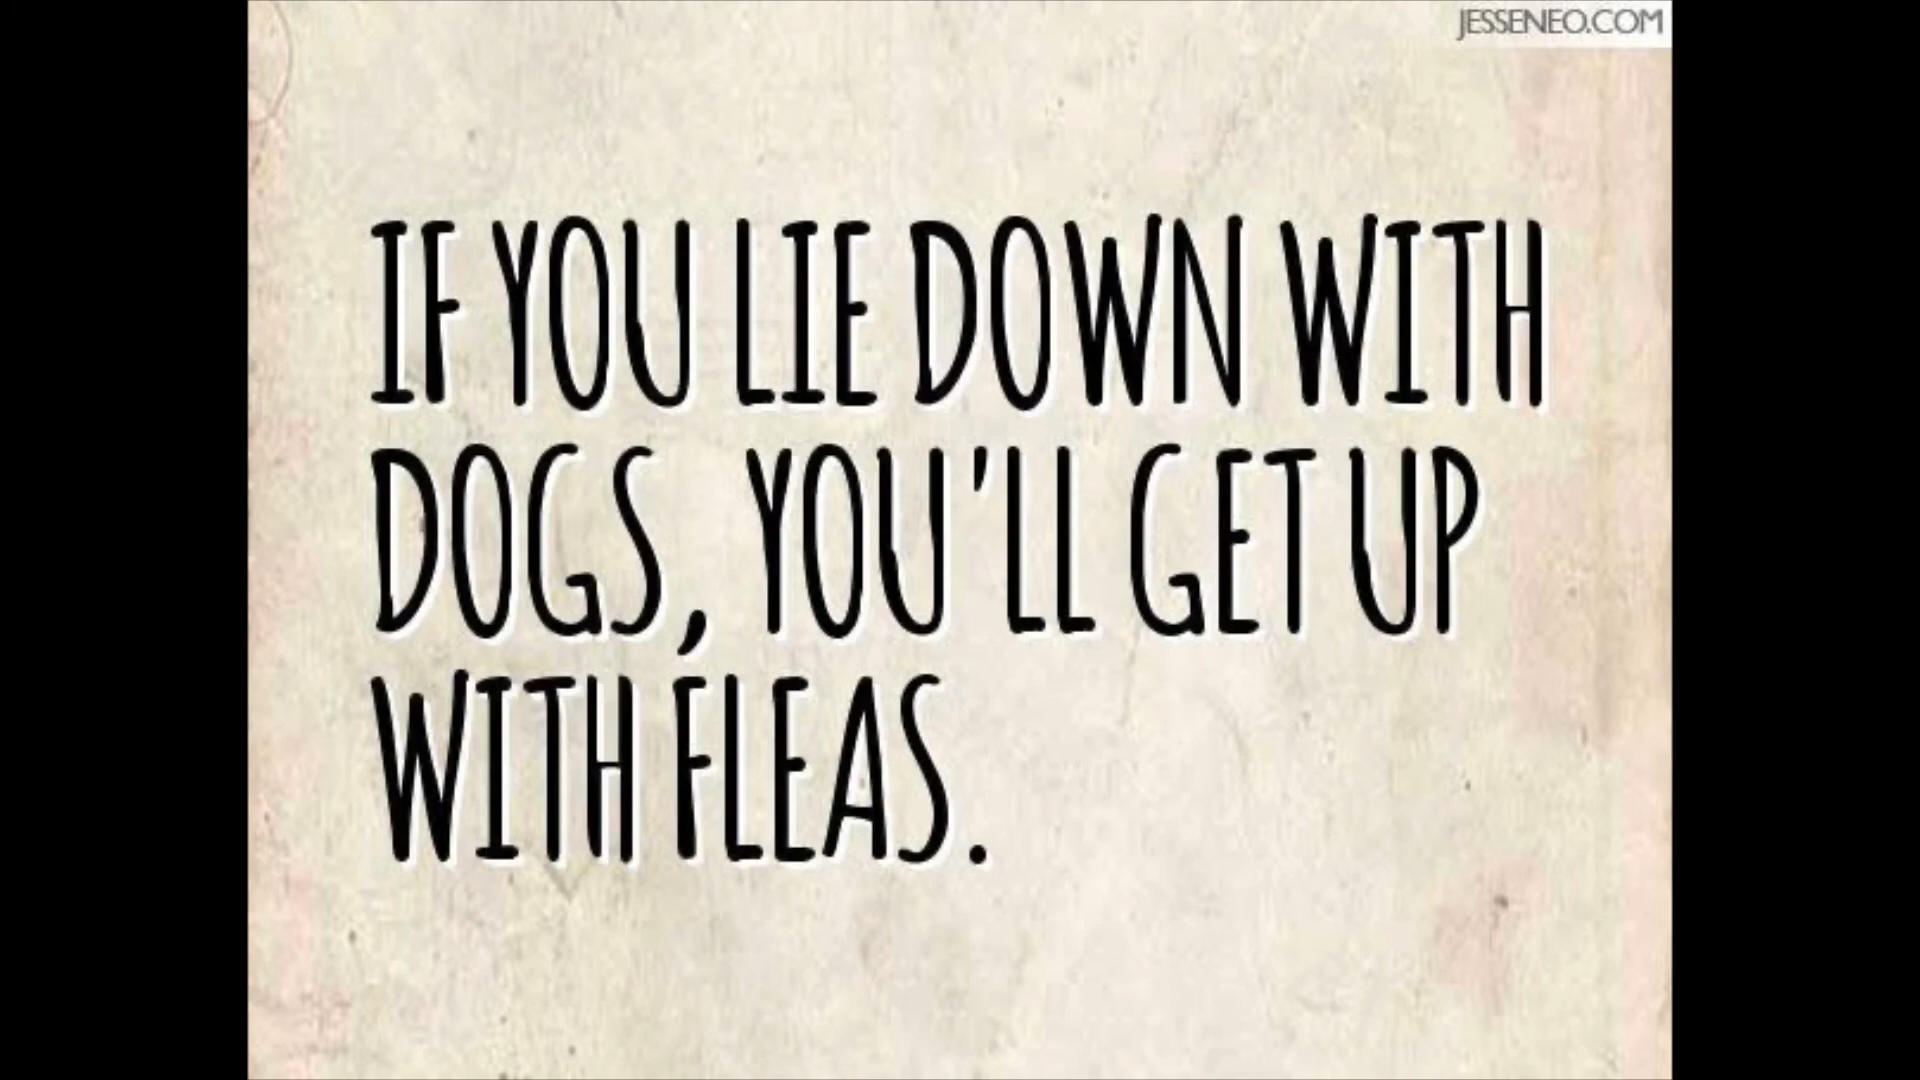 JESSENEO.COM
IF YOU LIE DOWN WITH
DOGS, YOU'LL GET UP
WITH FLEAS.